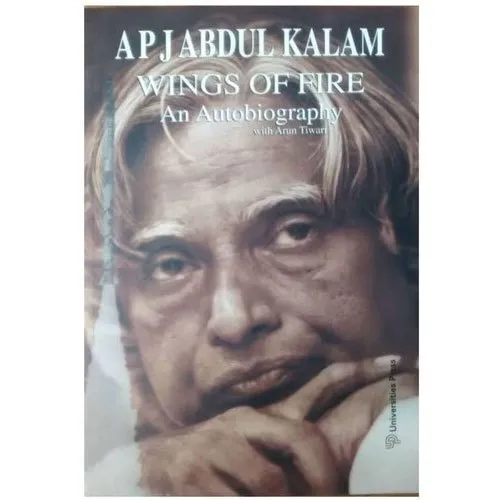 A P J ABDUL KALAM
WINGS OF FIRE
An Autobiography
with Arun Tiwari
Universities Press